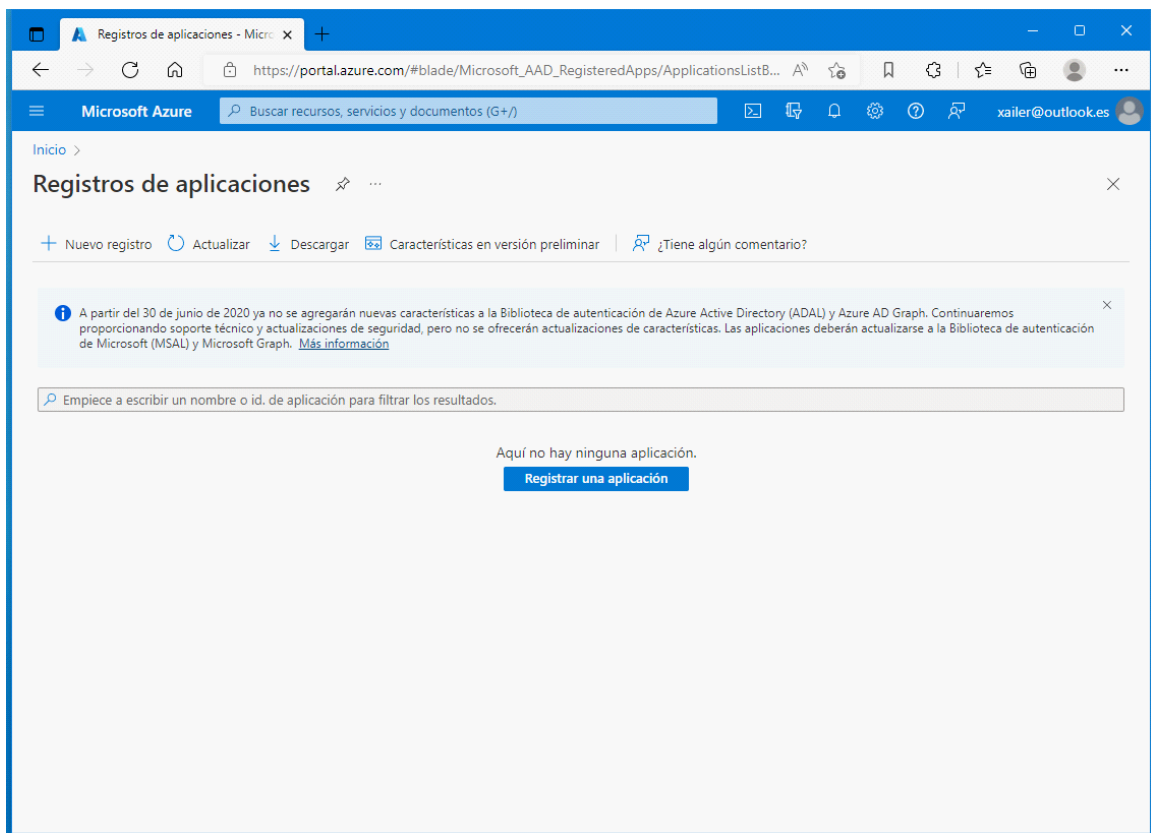 Registros de aplicaciones - Micro
https://portal.azure.com/#blade/Microsoft_AAD_RegisteredApps/ApplicationsListB...
Microsoft Azure
Buscar recursos, servicios y documentos (G+/)
xailer@outlook.es
Inicio >
Registros de aplicaciones
Nuevo registro Actualizar Descargar Características en versión preliminar ¿Tiene algún comentario?
A partir del 30 de junio de 2020 ya no se agregarán nuevas características a la Biblioteca de autenticación de Azure Active Directory (ADAL) y Azure AD Graph. Continuaremos
proporcionando soporte técnico y actualizaciones de seguridad, pero no se ofrecerán actualizaciones de características. Las aplicaciones deberán actualizarse a la Biblioteca de autenticación
de Microsoft (MSAL) y Microsoft Graph. Más información
Empiece a escribir un nombre o id. de aplicación para filtrar los resultados.
Aquí no hay ninguna aplicación.
Registrar una aplicación